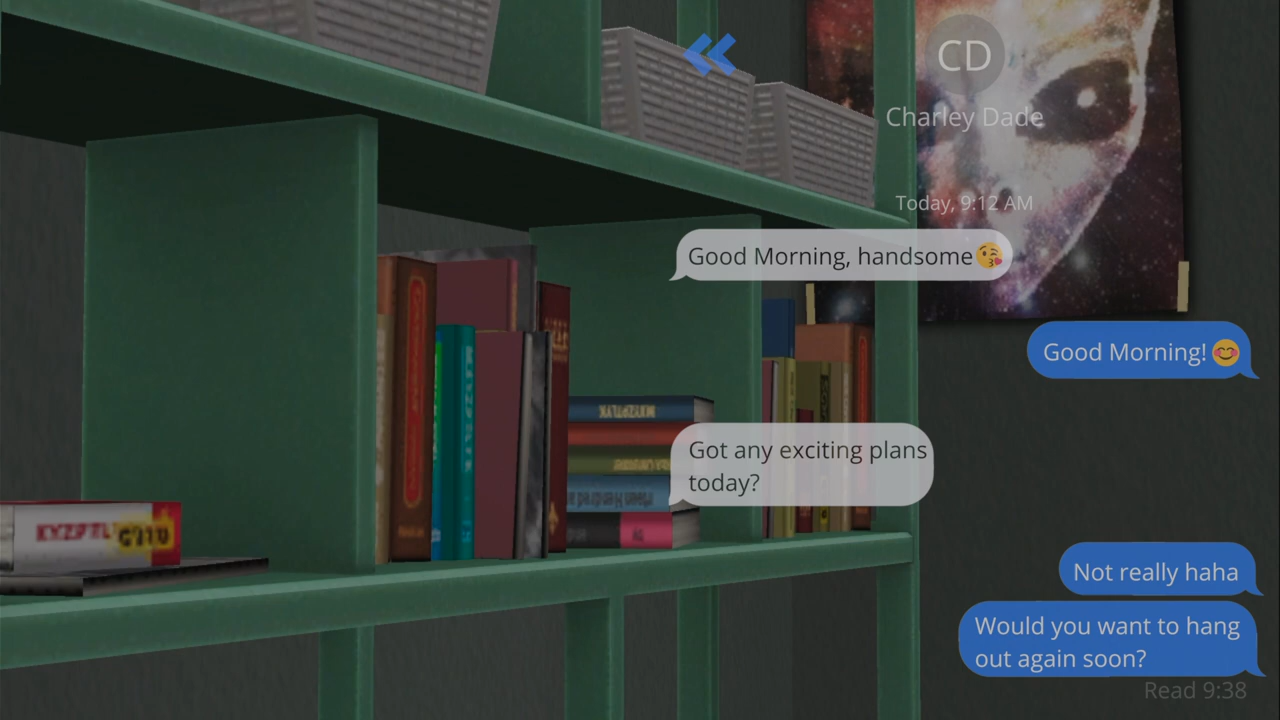 CD
Charley Dade
Today, 9:12 AM
Good Morning, handsome😘
Good Morning! 😊
Got any exciting plans
today?
Not really haha
Would you want to hang
out again soon?
Read 9:38